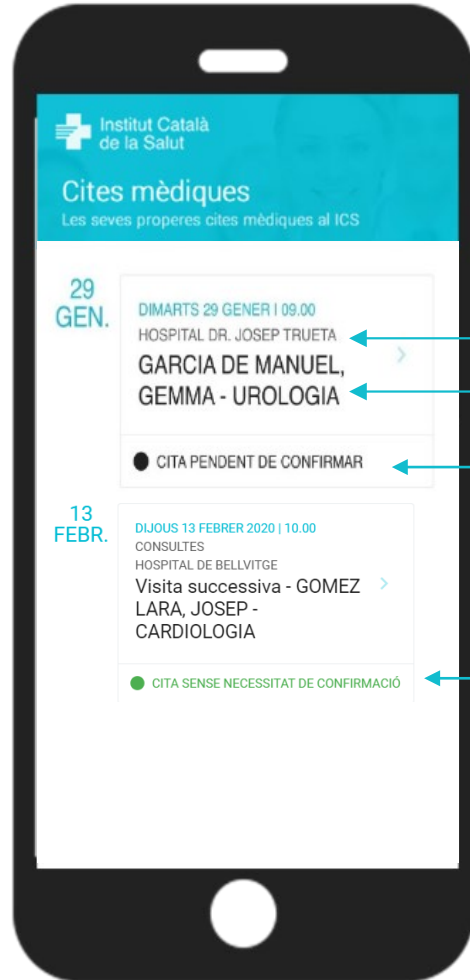 Institut Català
de la Salut
Cites mèdiques
Les seves properes cites mèdiques al ICS
29
GEN.
DIMARTS 29 GENER I 09.00
HOSPITAL DR. JOSEP TRUETA
GARCIA DE MANUEL,
GEMMA - UROLOGIA
CITA PENDENT DE CONFIRMAR
13
FEBR.
DIJOUS 13 FEBRER 2020 | 10.00
CONSULTES
HOSPITAL DE BELLVITGE
Visita successiva - GOMEZ
LARA, JOSEP -
CARDIOLOGIA
CITA SENSE NECESSITAT DE CONFIRMACIÓ